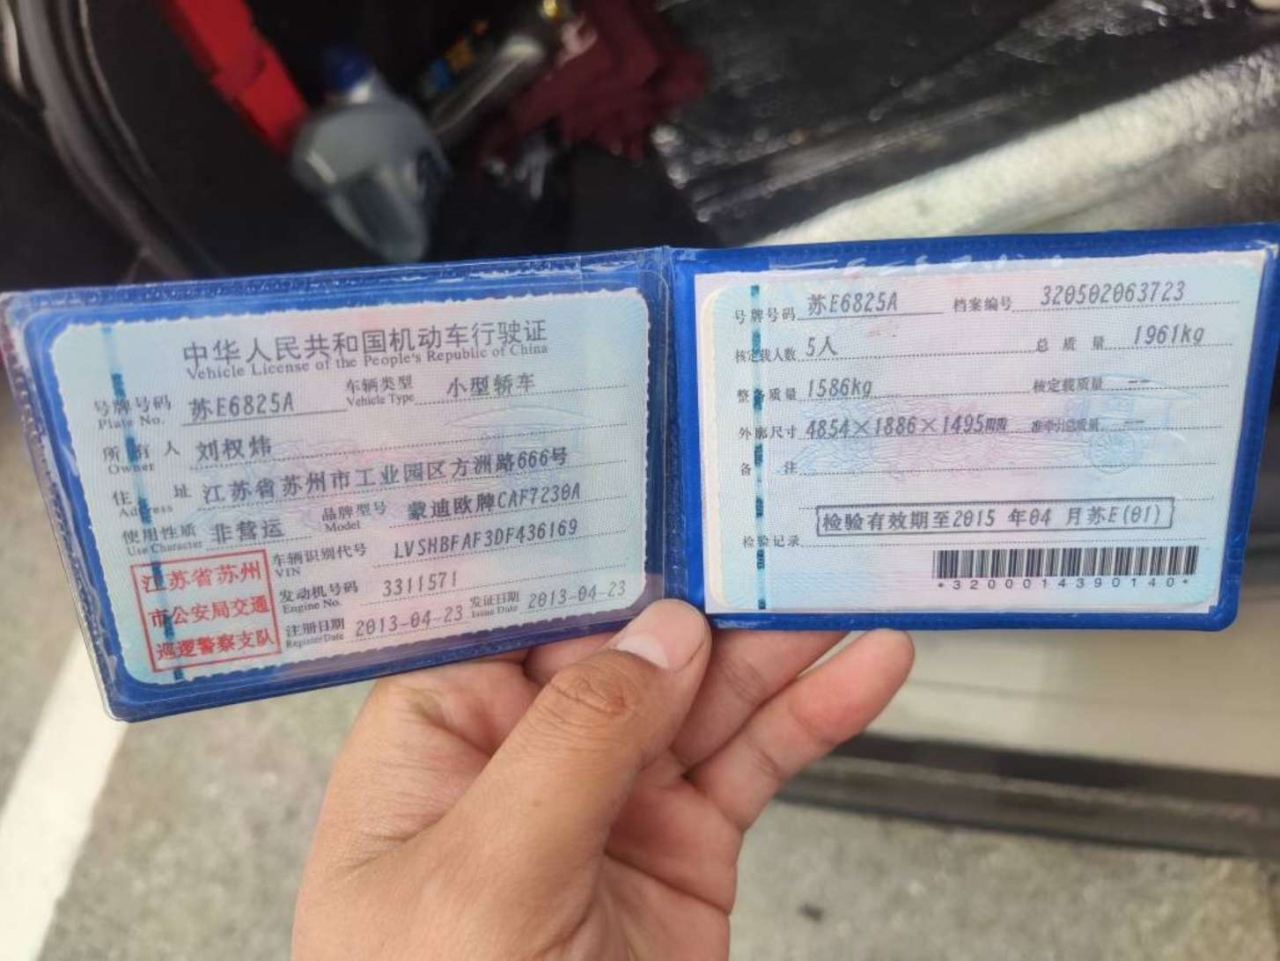 中华人民共和国机动车行驶证
Vehicle License of the People's Republic of China
号牌号码 苏E6825A 车辆类型 小型轿车
Plate No. Vehicle Type
所有人 刘权炜
Owner
住址 江苏省苏州市工业园区方洲路666号
Address
使用性质 非营运 品牌型号 蒙迪欧牌CAF7230A
Use Character Model
车辆识别代号 LVSHBFAF3DF436169
VIN
发动机号码 3311571
Engine No.
注册日期 2013-04-23 发证日期 2013-04-23
Register Date Issue Date
江苏省苏州
市公安局交通
巡逻警察支队
号牌号码 苏E6825A 档案编号 320502063723
核定载人数 5人 总质量 1961kg
整备质量 1586kg 核定载质量 --
外廓尺寸 4854×1886×1495mm 准牵引总质量 --
备注
检验有效期至2015 年04 月苏E(01)
检验记录
*3200014390140*